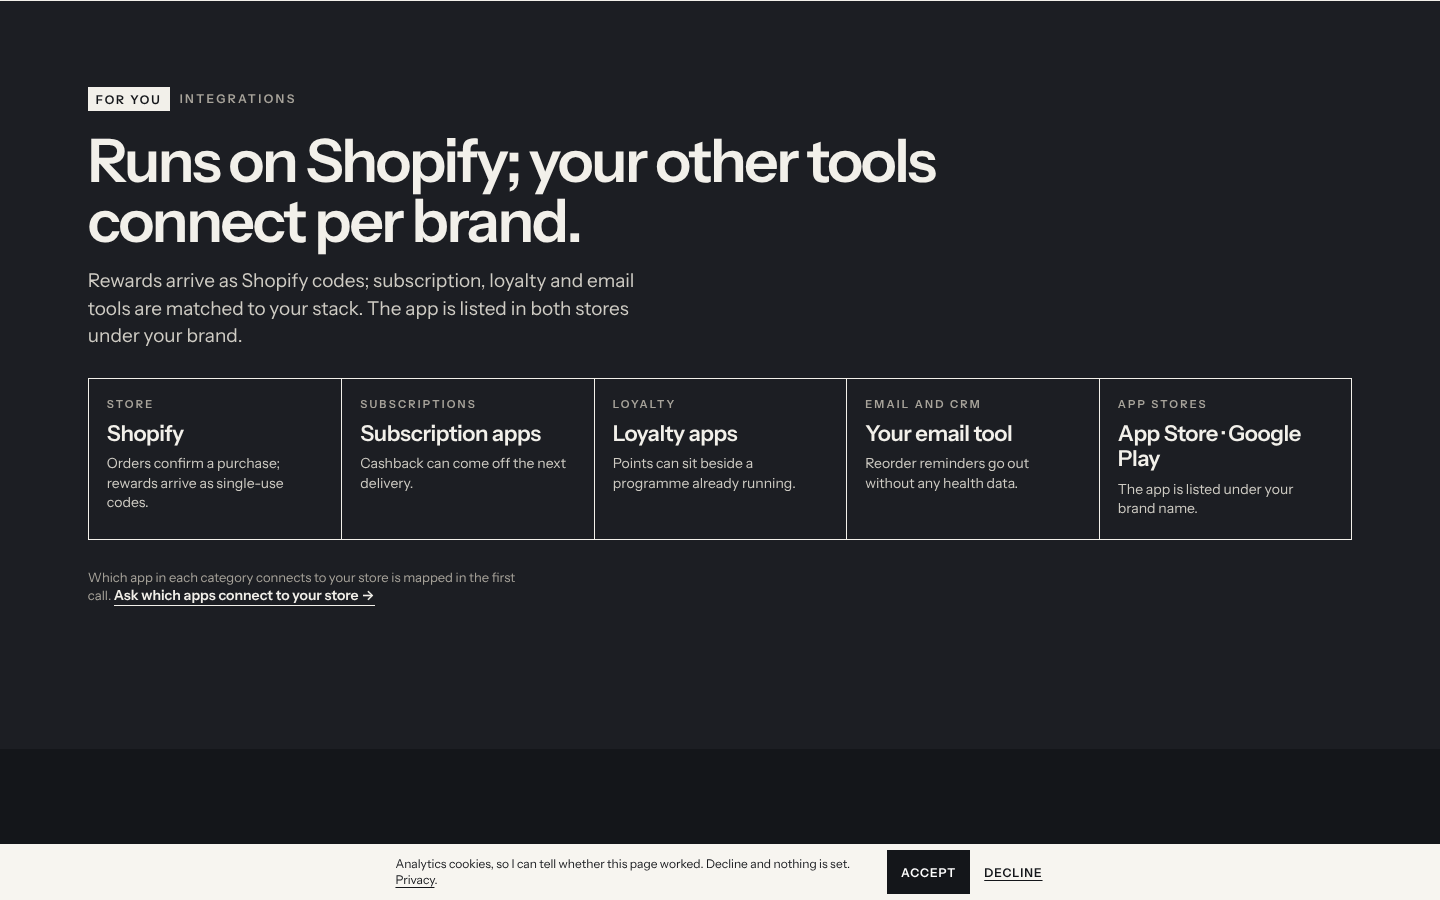 FOR YOU INTEGRATIONS
Runs on Shopify; your other tools
connect per brand.
Rewards arrive as Shopify codes; subscription, loyalty and email
tools are matched to your stack. The app is listed in both stores
under your brand.
STORE
Shopify
Orders confirm a purchase;
rewards arrive as single-use
codes.
SUBSCRIPTIONS
Subscription apps
Cashback can come off the next
delivery.
LOYALTY
Loyalty apps
Points can sit beside a
programme already running.
EMAIL AND CRM
Your email tool
Reorder reminders go out
without any health data.
APP STORES
App Store · Google
Play
The app is listed under your
brand name.
Which app in each category connects to your store is mapped in the first
call. Ask which apps connect to your store →
Analytics cookies, so I can tell whether this page worked. Decline and nothing is set.
Privacy.
ACCEPT
DECLINE